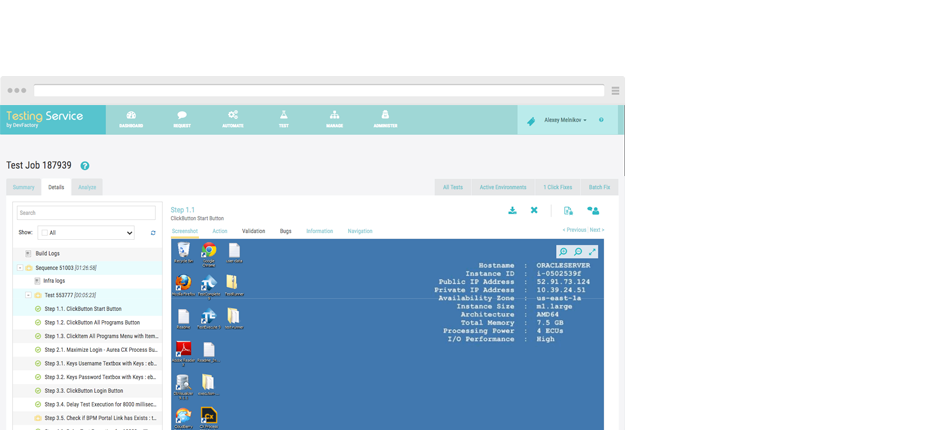 Testing Service
by DevFactory
DASHBOARD
REQUEST
AUTOMATE
TEST
MANAGE
ADMINISTER
Alexey Melnikov
Test Job 187939
Summary
Details
Analyze
All Tests
Active Environments
1 Click Fixes
Batch Fix
Search
Show:
All
Build Logs
Sequence 51003 [01:26:58]
Infra logs
Test 553777 [00:05:23]
Step 1.1. ClickButton Start Button
Step 1.2. ClickButton All Programs Button
Step 1.3. ClickItem All Programs Menu with Item...
Step 2.1. Maximize Login - Aurea CX Process Bu...
Step 3.1. Keys Username Textbox with Keys : eb...
Step 3.2. Keys Password Textbox with Keys : eb..
Step 3.3. ClickButton Login Button
Step 3.4. Delay Test Execution for 8000 millisec...
Step 3.5. Check if BPM Portal Link has Exists : t...
Step 1.1
ClickButton Start Button
Screenshot
Action
Validation
Bugs
Information
Navigation
< Previous
Next >
Hostname : ORACLESERVER
Instance ID : i-0502539f
Public IP Address : 52.91.73.124
Private IP Address : 10.39.24.51
Availability Zone : us-east-1a
Instance Size : m1.large
Architecture : AMD64
Total Memory : 7.5 GB
Processing Power : 4 ECUs
I/O Performance : High